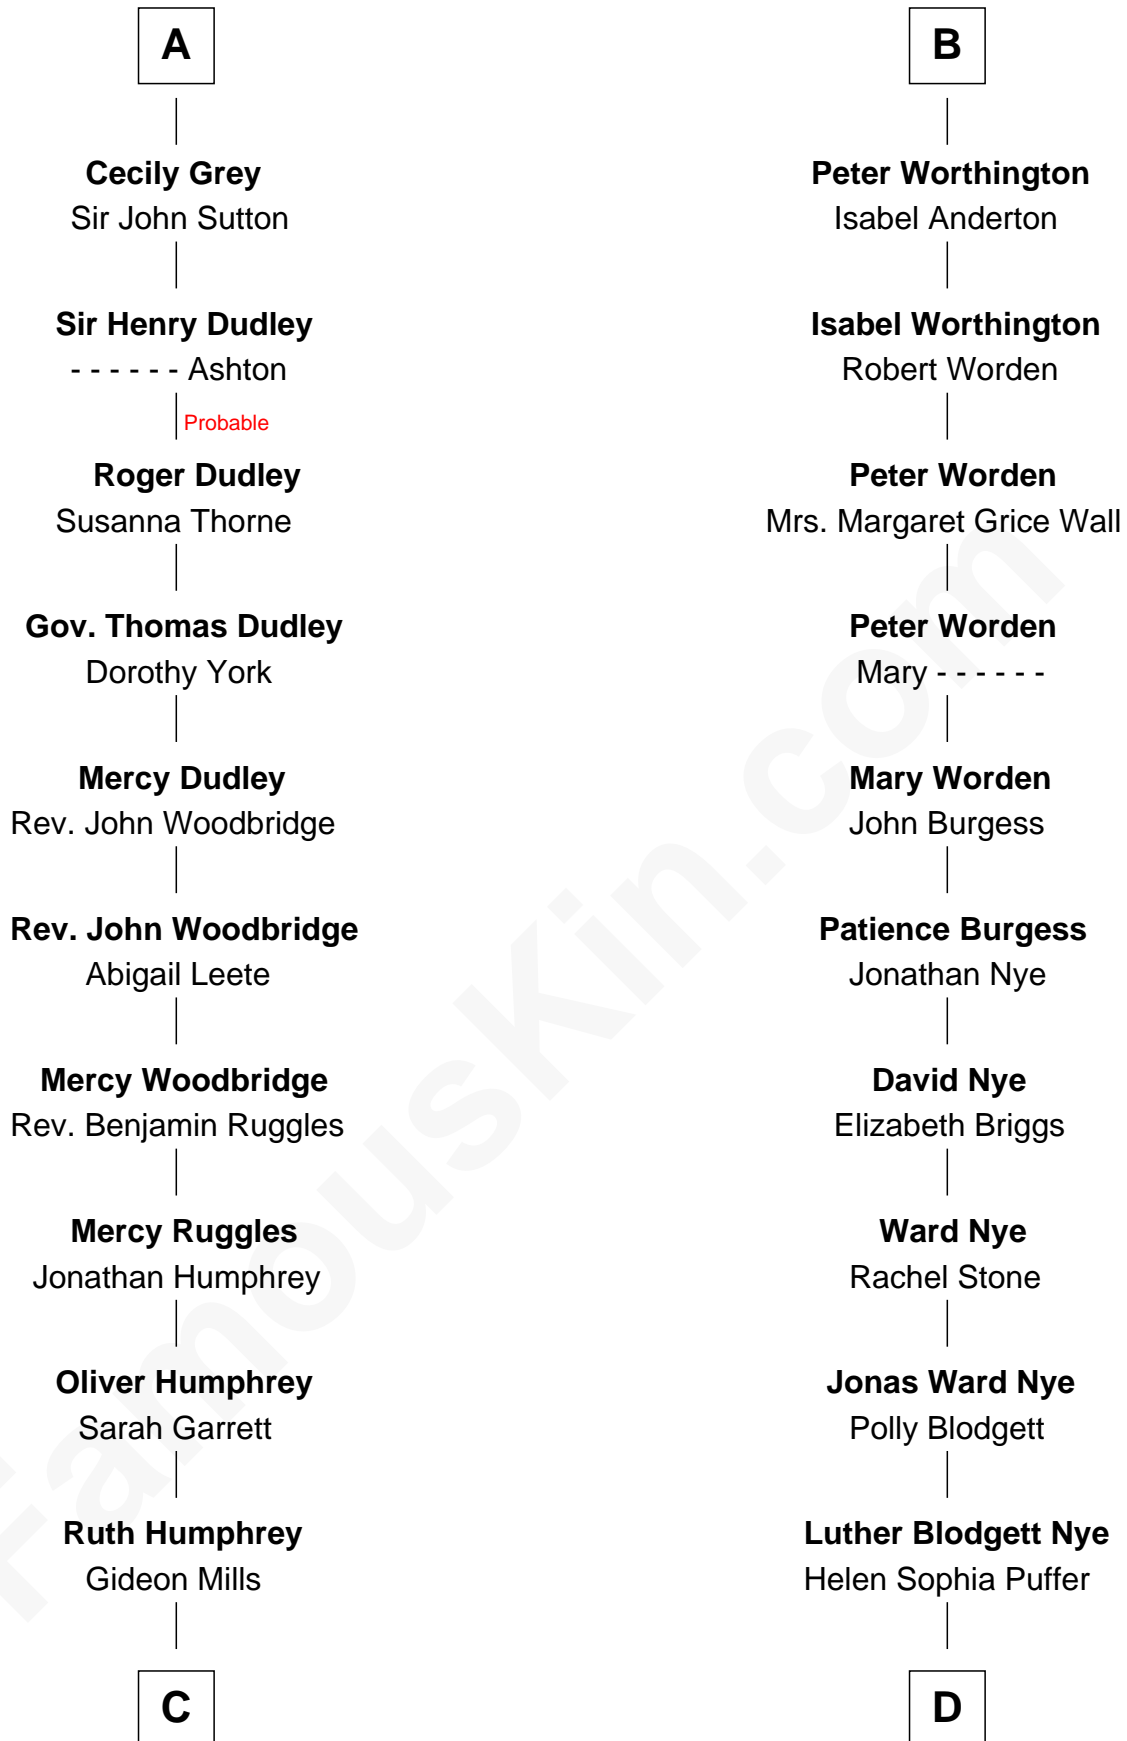 A
Cecily Grey
Sir John Sutton
Sir Henry Dudley
- - - - - - Ashton
Probable
Roger Dudley
Susanna Thorne
Gov. Thomas Dudley
Dorothy York
Mercy Dudley
Rev. John Woodbridge
Rev. John Woodbridge
Abigail Leete
Mercy Woodbridge
Rev. Benjamin Ruggles
Mercy Ruggles
Jonathan Humphrey
Oliver Humphrey
Sarah Garrett
Ruth Humphrey
Gideon Mills
C
B
Peter Worthington
Isabel Anderton
Isabel Worthington
Robert Worden
Peter Worden
Mrs. Margaret Grice Wall
Peter Worden
Mary - - - - - -
Mary Worden
John Burgess
Patience Burgess
Jonathan Nye
David Nye
Elizabeth Briggs
Ward Nye
Rachel Stone
Jonas Ward Nye
Polly Blodgett
Luther Blodgett Nye
Helen Sophia Puffer
D
FamousKin.com